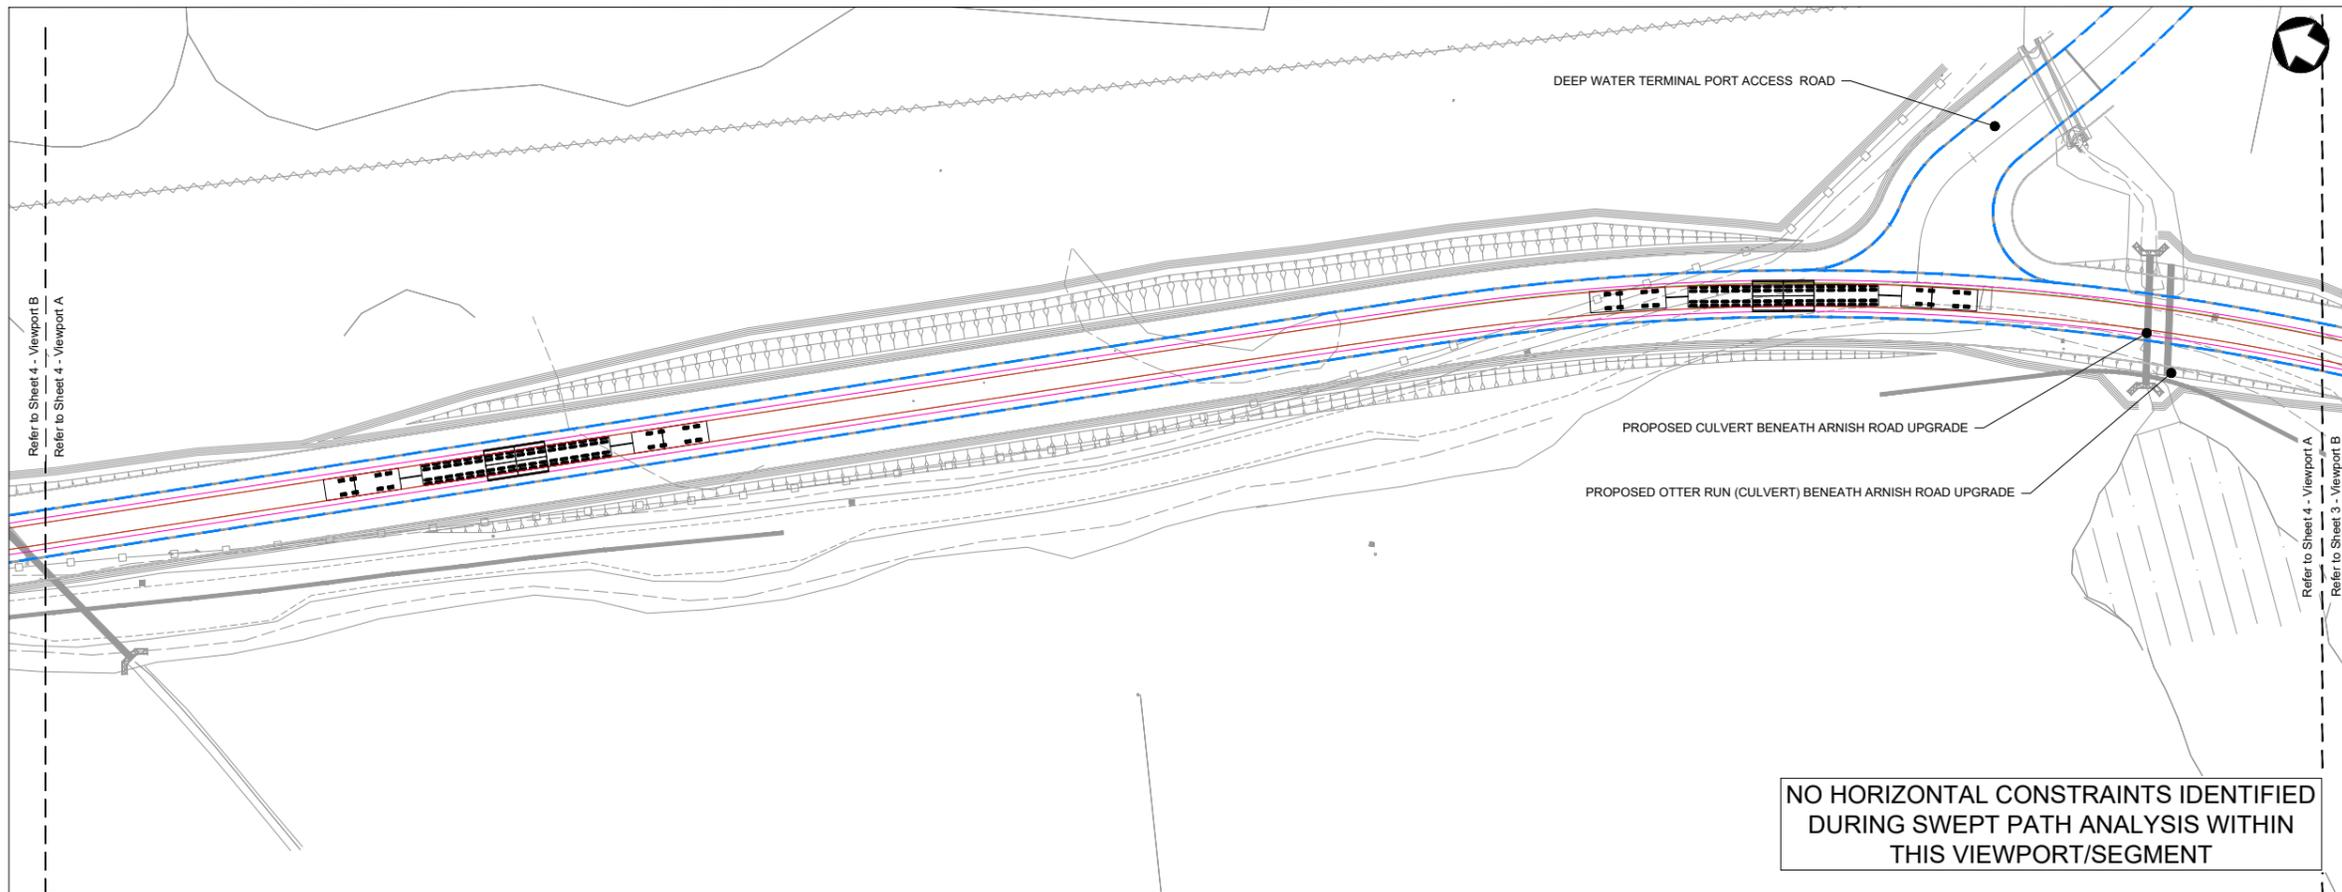 DEEP WATER TERMINAL PORT ACCESS ROAD
Refer to Sheet 4 - Viewport B
Refer to Sheet 4 - Viewport A
PROPOSED CULVERT BENEATH ARNISH ROAD UPGRADE
PROPOSED OTTER RUN (CULVERT) BENEATH ARNISH ROAD UPGRADE
Refer to Sheet 4 - Viewport A
Refer to Sheet 3 - Viewport B
NO HORIZONTAL CONSTRAINTS IDENTIFIED
DURING SWEPT PATH ANALYSIS WITHIN
THIS VIEWPORT/SEGMENT